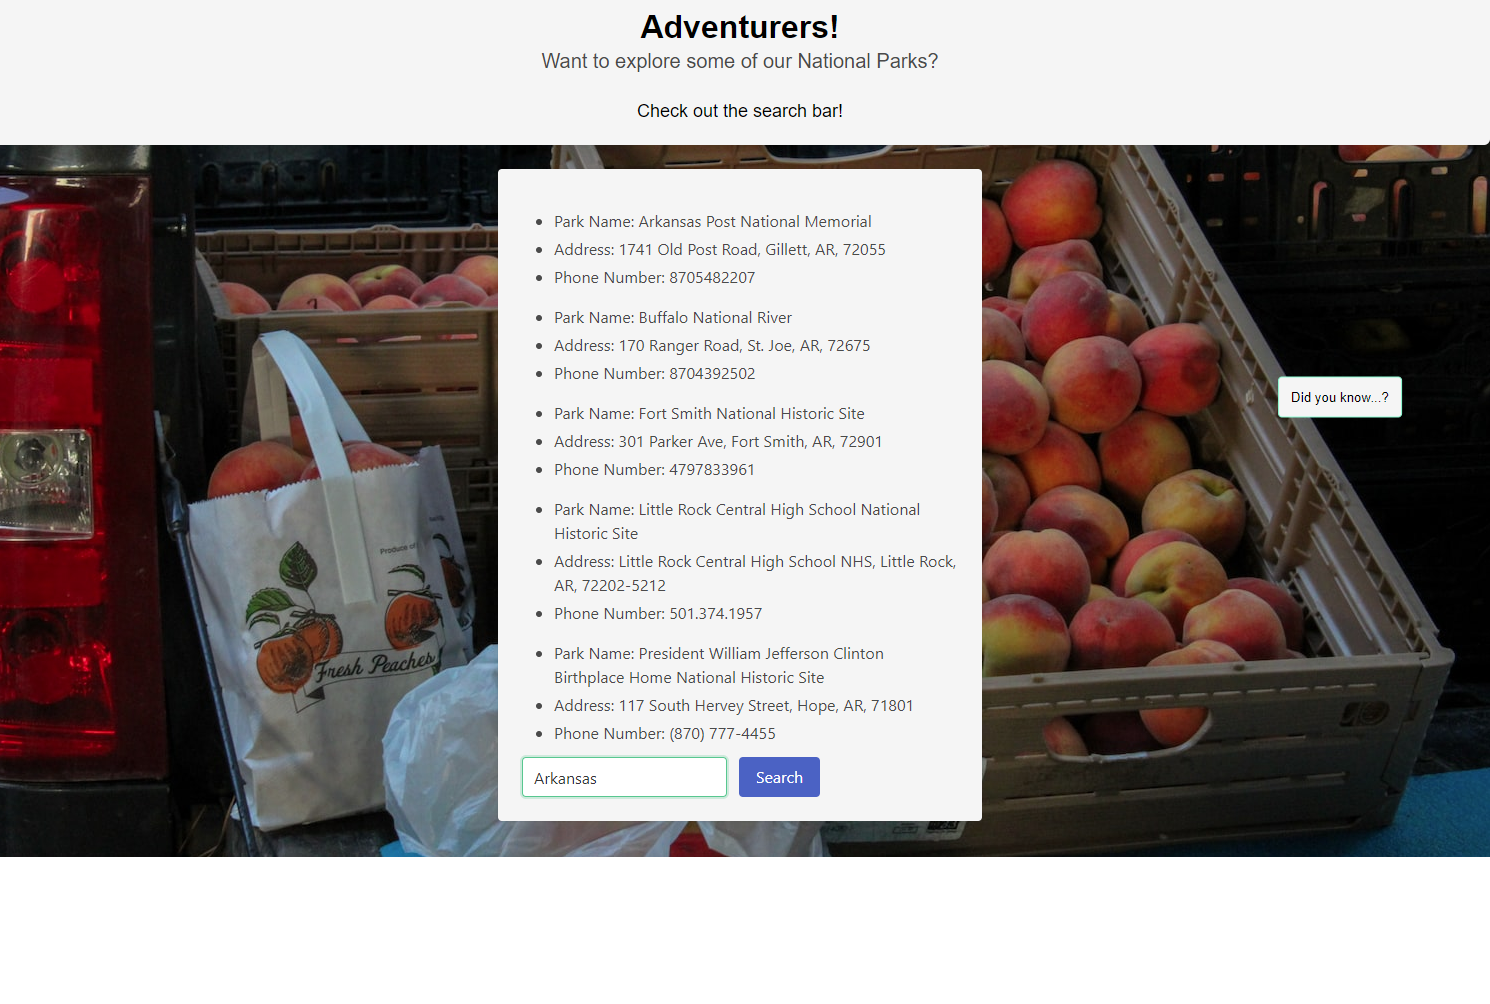 Adventurers!
Want to explore some of our National Parks?
Check out the search bar!
Park Name: Arkansas Post National Memorial
Address: 1741 Old Post Road, Gillett, AR, 72055
Phone Number: 8705482207
Park Name: Buffalo National River
Address: 170 Ranger Road, St. Joe, AR, 72675
Phone Number: 8704392502
Park Name: Fort Smith National Historic Site
Address: 301 Parker Ave, Fort Smith, AR, 72901
Phone Number: 4797833961
Park Name: Little Rock Central High School National
Historic Site
Address: Little Rock Central High School NHS, Little Rock,
AR, 72202-5212
Phone Number: 501.374.1957
Park Name: President William Jefferson Clinton
Birthplace Home National Historic Site
Address: 117 South Hervey Street, Hope, AR, 71801
Phone Number: (870) 777-4455
Arkansas
Search
Did you know...?
Produce of
Fresh Peaches